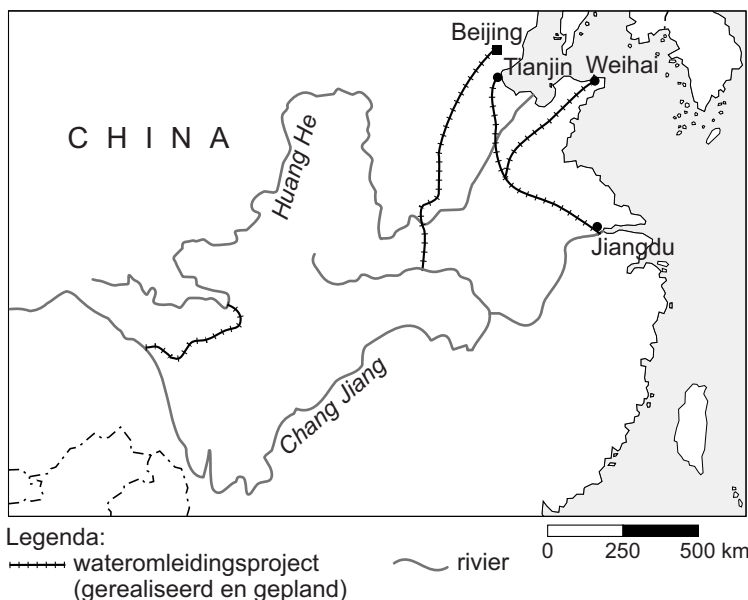 Beijing
Tianjin Weihai
C H I N A
Huang He
Jiangdu
Chang Jiang
Legenda:
wateromleidingsproject
(gerealiseerd en gepland)
rivier
0 250 500 km